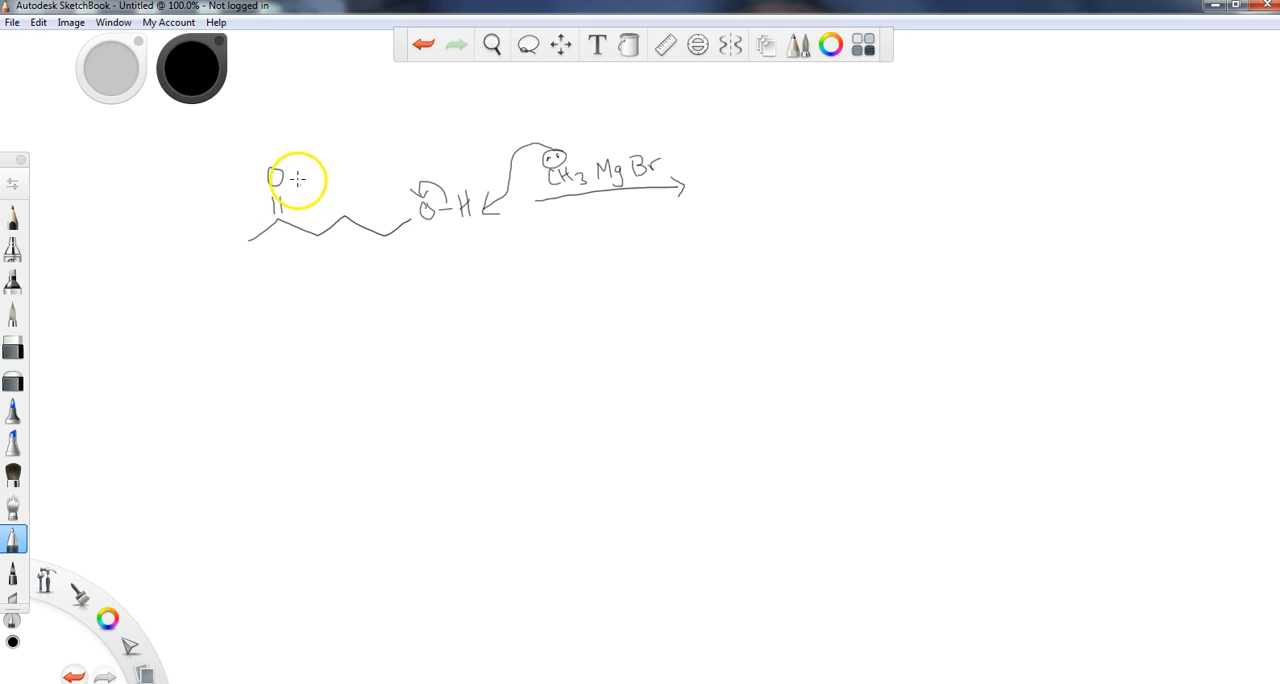 Autodesk SketchBook - Untitled @ 100.0% - Not logged in
File Edit Image Window My Account Help
T
CH3 MgBr
O
O-H